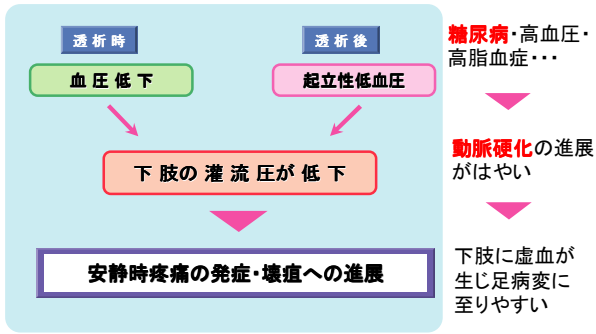 透析時
透析後
血圧低下
起立性低血圧
下肢の灌流圧が低下
安静時疼痛の発症・壊疽への進展
糖尿病・高血圧・
高脂血症・・・
動脈硬化の進展
がはやい
下肢に虚血が
生じ足病変に
至りやすい